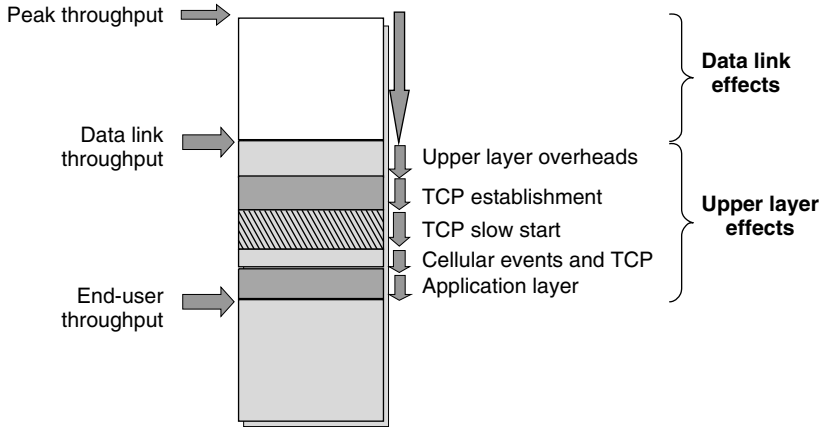 Peak throughput
Data link
effects
Data link
throughput
Upper layer overheads
TCP establishment
Upper layer
effects
TCP slow start
Cellular events and TCP
Application layer
End-user
throughput